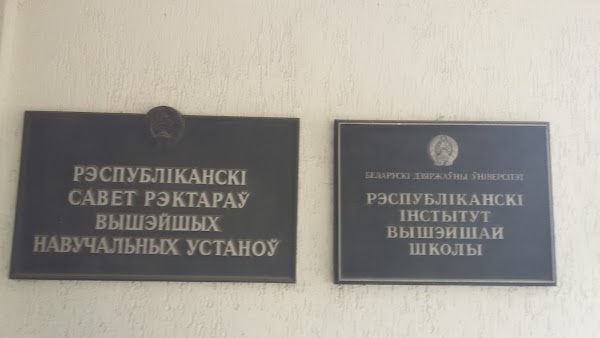 РЭСПУБЛІКАНСКІ
САВЕТ РЭКТАРАЎ
ВЫШЭЙШЫХ
НАВУЧАЛЬНЫХ УСТАНОЎ
БЕЛАРУСКІ ДЗЯРЖАЎНЫ ЎНІВЕРСІТЭТ
РЭСПУБЛІКАНСКІ
ІНСТЫТУТ
ВЫШЭЙШАЙ
ШКОЛЫ